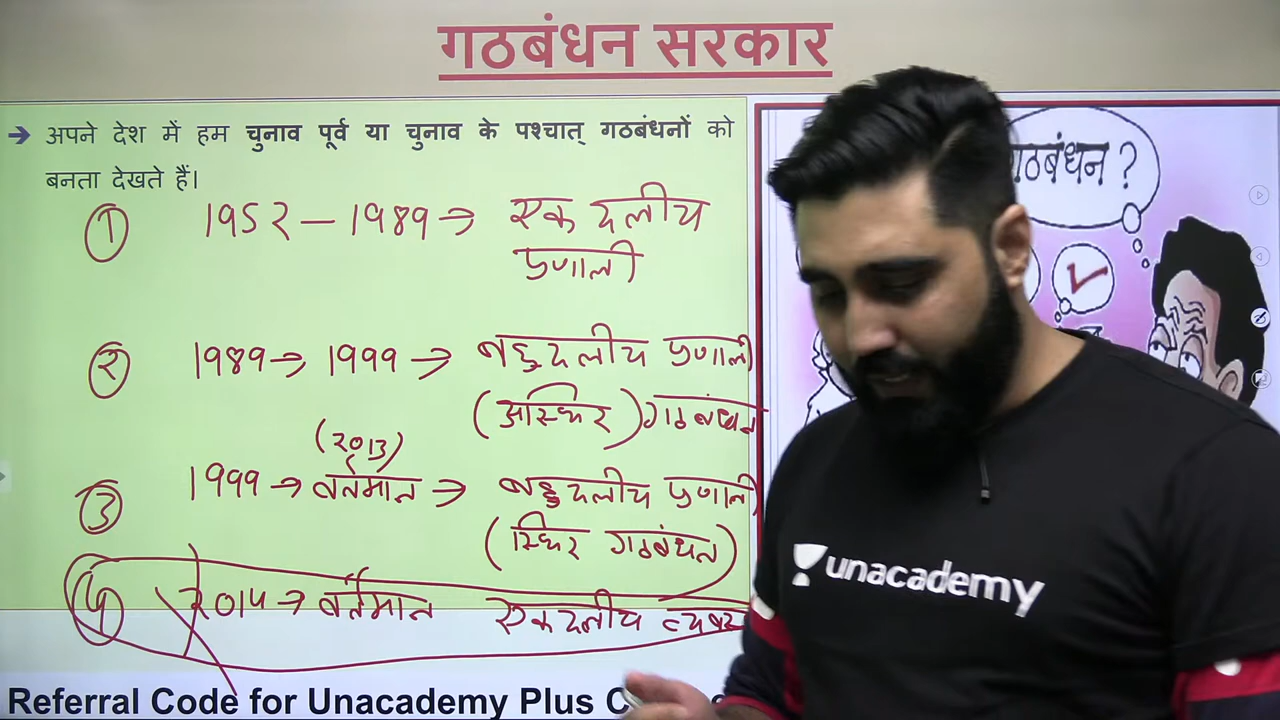 गठबंधन सरकार
→ अपने देश में हम चुनाव पूर्व या चुनाव के पश्चात् गठबंधनों को
बनता देखते हैं।
① 1952 – 1989 → एक दलीय
प्रणाली
② 1989 → 1999 → बहुदलीय प्रणाली
(अस्थिर) गठबंधन
(2013)
③ 1999 → वर्तमान → बहुदलीय प्रणाली
(स्थिर गठबंधन)
④ 2014 → वर्तमान एक दलीय
गठबंधन ?
unacademy
Referral Code for Unacademy Plus